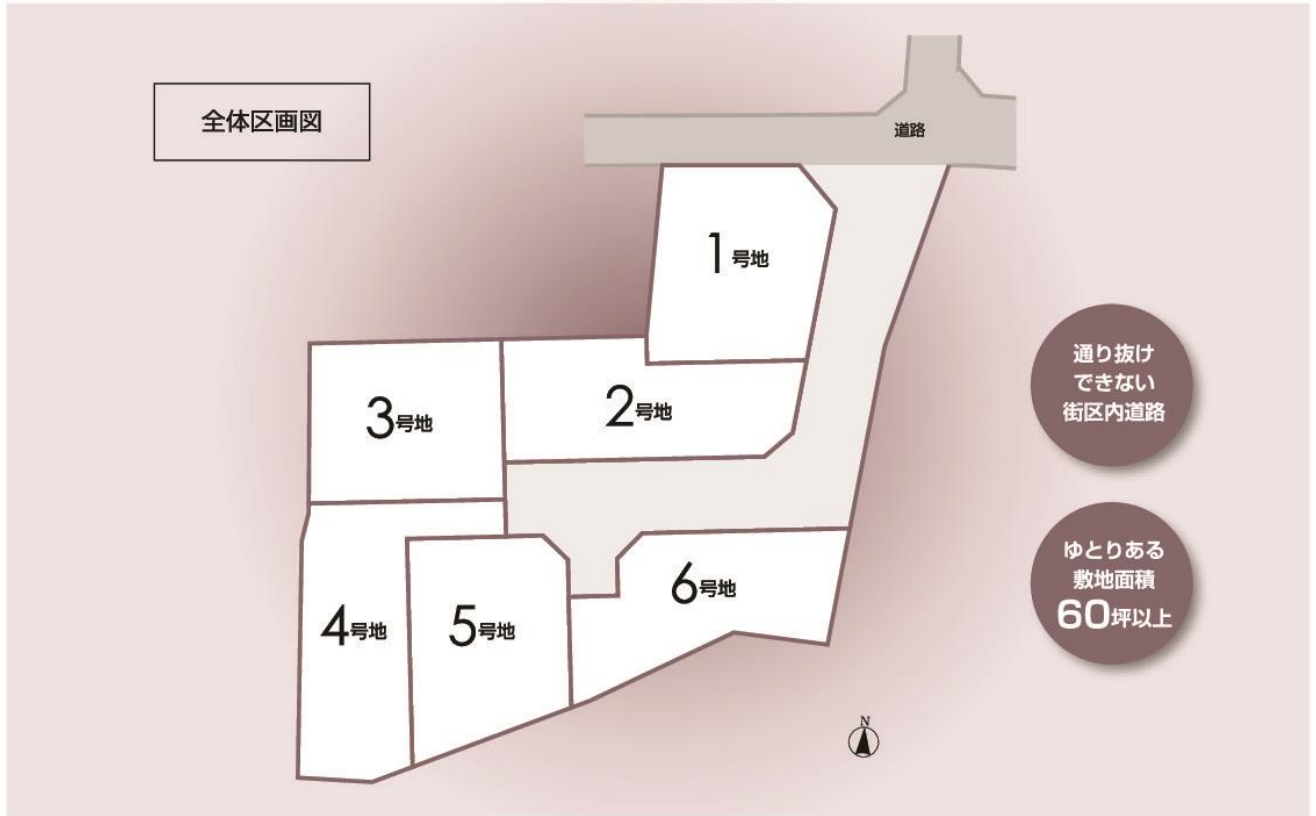 全体区画図
道路
1号地
2号地
3号地
4号地
5号地
6号地
通り抜け
できない
街区内道路
ゆとりある
敷地面積
60坪以上
N